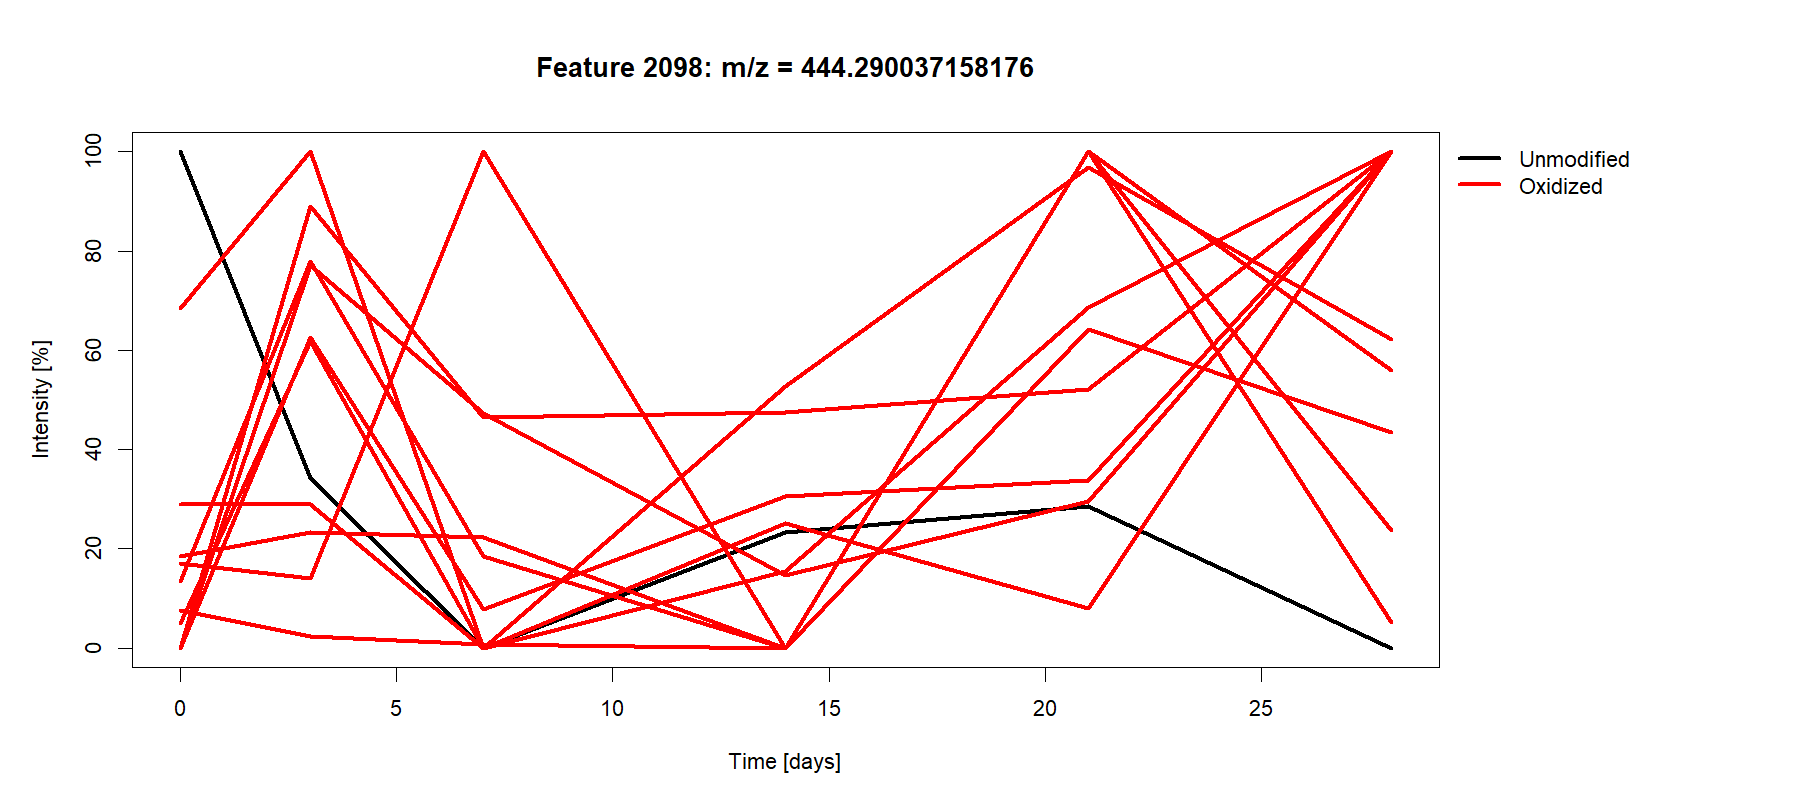 Feature 2098: m/z = 444.290037158176
Unmodified
Oxidized
Intensity [%]
100
80
60
40
20
0
0 5 10 15 20 25
Time [days]